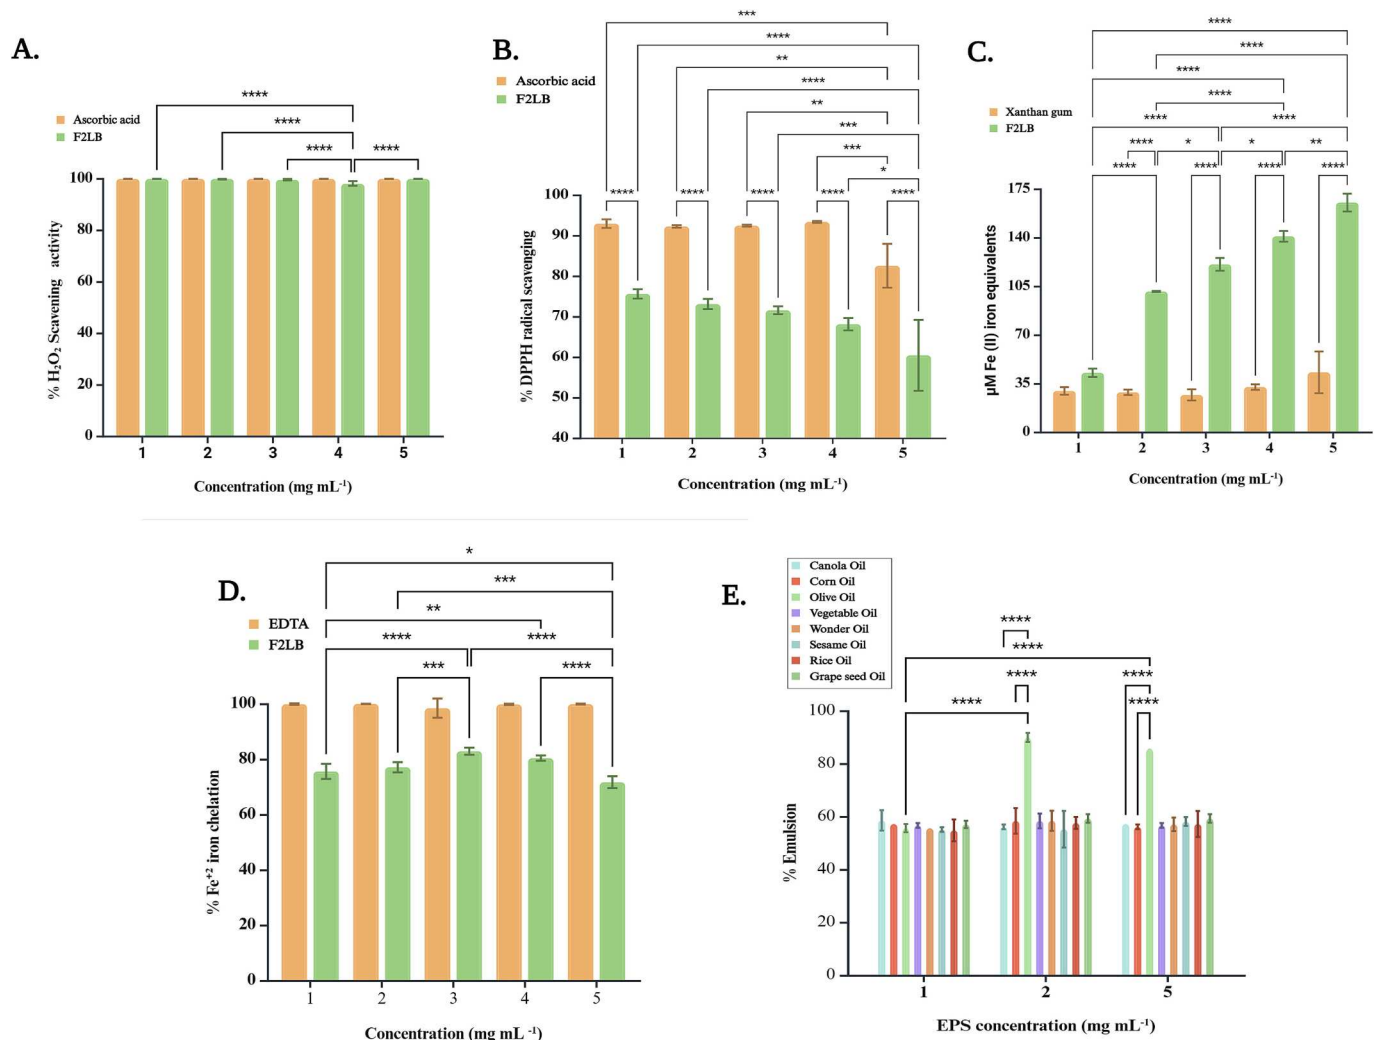 A.
Ascorbic acid
F2LB
****
****
****
****
% H₂O₂ Scavening activity
100
80
60
40
20
0
1 2 3 4 5
Concentration (mg mL⁻¹)
B.
Ascorbic acid
F2LB
***
****
**
****
**
***
***
*
**** **** **** **** ****
% DPPH radical scavenging
100
90
80
70
60
50
40
1 2 3 4 5
Concentration (mg mL⁻¹)
C.
Xanthan gum
F2LB
****
****
****
****
**** ****
**** * * **
**** **** **** ****
µM Fe (II) iron equivalents
175
140
105
70
35
0
1 2 3 4 5
Concentration (mg mL⁻¹)
D.
EDTA
F2LB
*
***
**
**** ****
*** ****
% Fe⁺² iron chelation
100
80
60
40
20
0
1 2 3 4 5
Concentration (mg mL⁻¹)
E.
Canola Oil
Corn Oil
Olive Oil
Vegetable Oil
Wonder Oil
Sesame Oil
Rice Oil
Grape seed Oil
****
****
**** ****
**** ****
% Emulsion
100
80
60
40
20
0
1 2 5
EPS concentration (mg mL⁻¹)